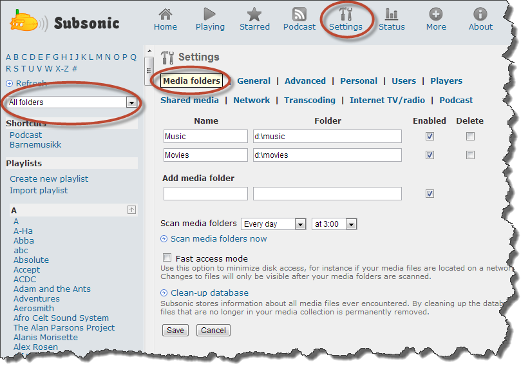 Subsonic
Home Playing Starred Podcast Settings Status More About
A B C D E F G H I J K L M N O P Q
R S T U V W X-Z #
Refresh
All folders
Shortcuts
Podcast
Barnemusikk
Playlists
Create new playlist
Import playlist
A
A
A-Ha
Abba
abc
Absolute
Accept
ACDC
Adam and the Ants
Adventures
Aerosmith
Afro Celt Sound System
The Alan Parsons Project
Alanis Morisette
Alex Rosen
Settings
Media folders | General | Advanced | Personal | Users | Players
Shared media | Network | Transcoding | Internet TV/radio | Podcast
Name Folder Enabled Delete
Music d:\music
Movies d:\movies
Add media folder
Scan media folders Every day at 3:00
Scan media folders now
Fast access mode
Use this option to minimize disk access, for instance if your media files are located on a network
Changes to files will only be visible after your media folders are scanned.
Clean-up database
Subsonic stores information about all media files ever encountered. By cleaning up the
files that are no longer in your media collection is permanently removed.
Save Cancel